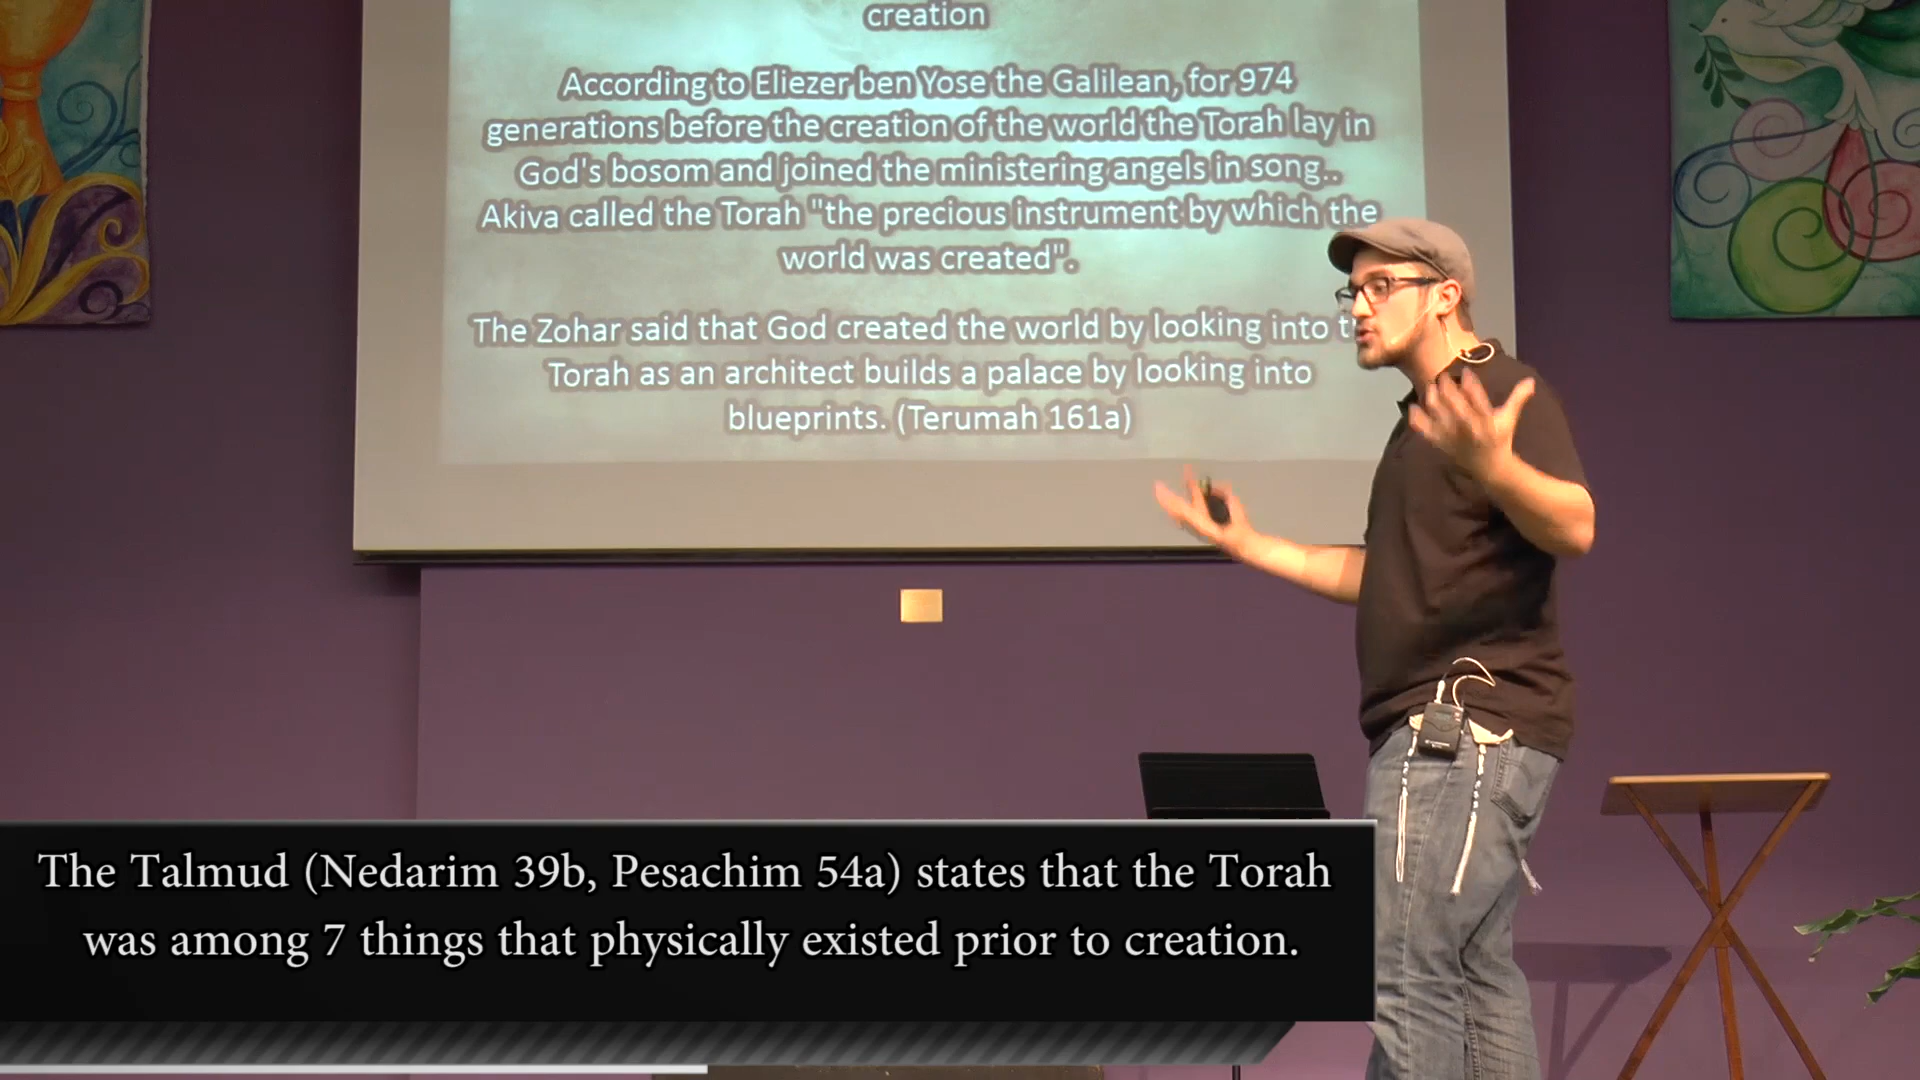 creation
According to Eliezer ben Yose the Galilean, for 974
generations before the creation of the world the Torah lay in
God's bosom and joined the ministering angels in song..
Akiva called the Torah "the precious instrument by which the
world was created".
The Zohar said that God created the world by looking into
Torah as an architect builds a palace by looking into
blueprints. (Terumah 161a)
The Talmud (Nedarim 39b, Pesachim 54a) states that the Torah
was among 7 things that physically existed prior to creation.